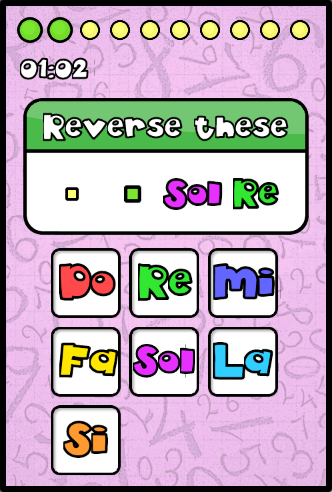 01:02
Reverse these
Sol Re
Do Re Mi
Fa Sol La
Si